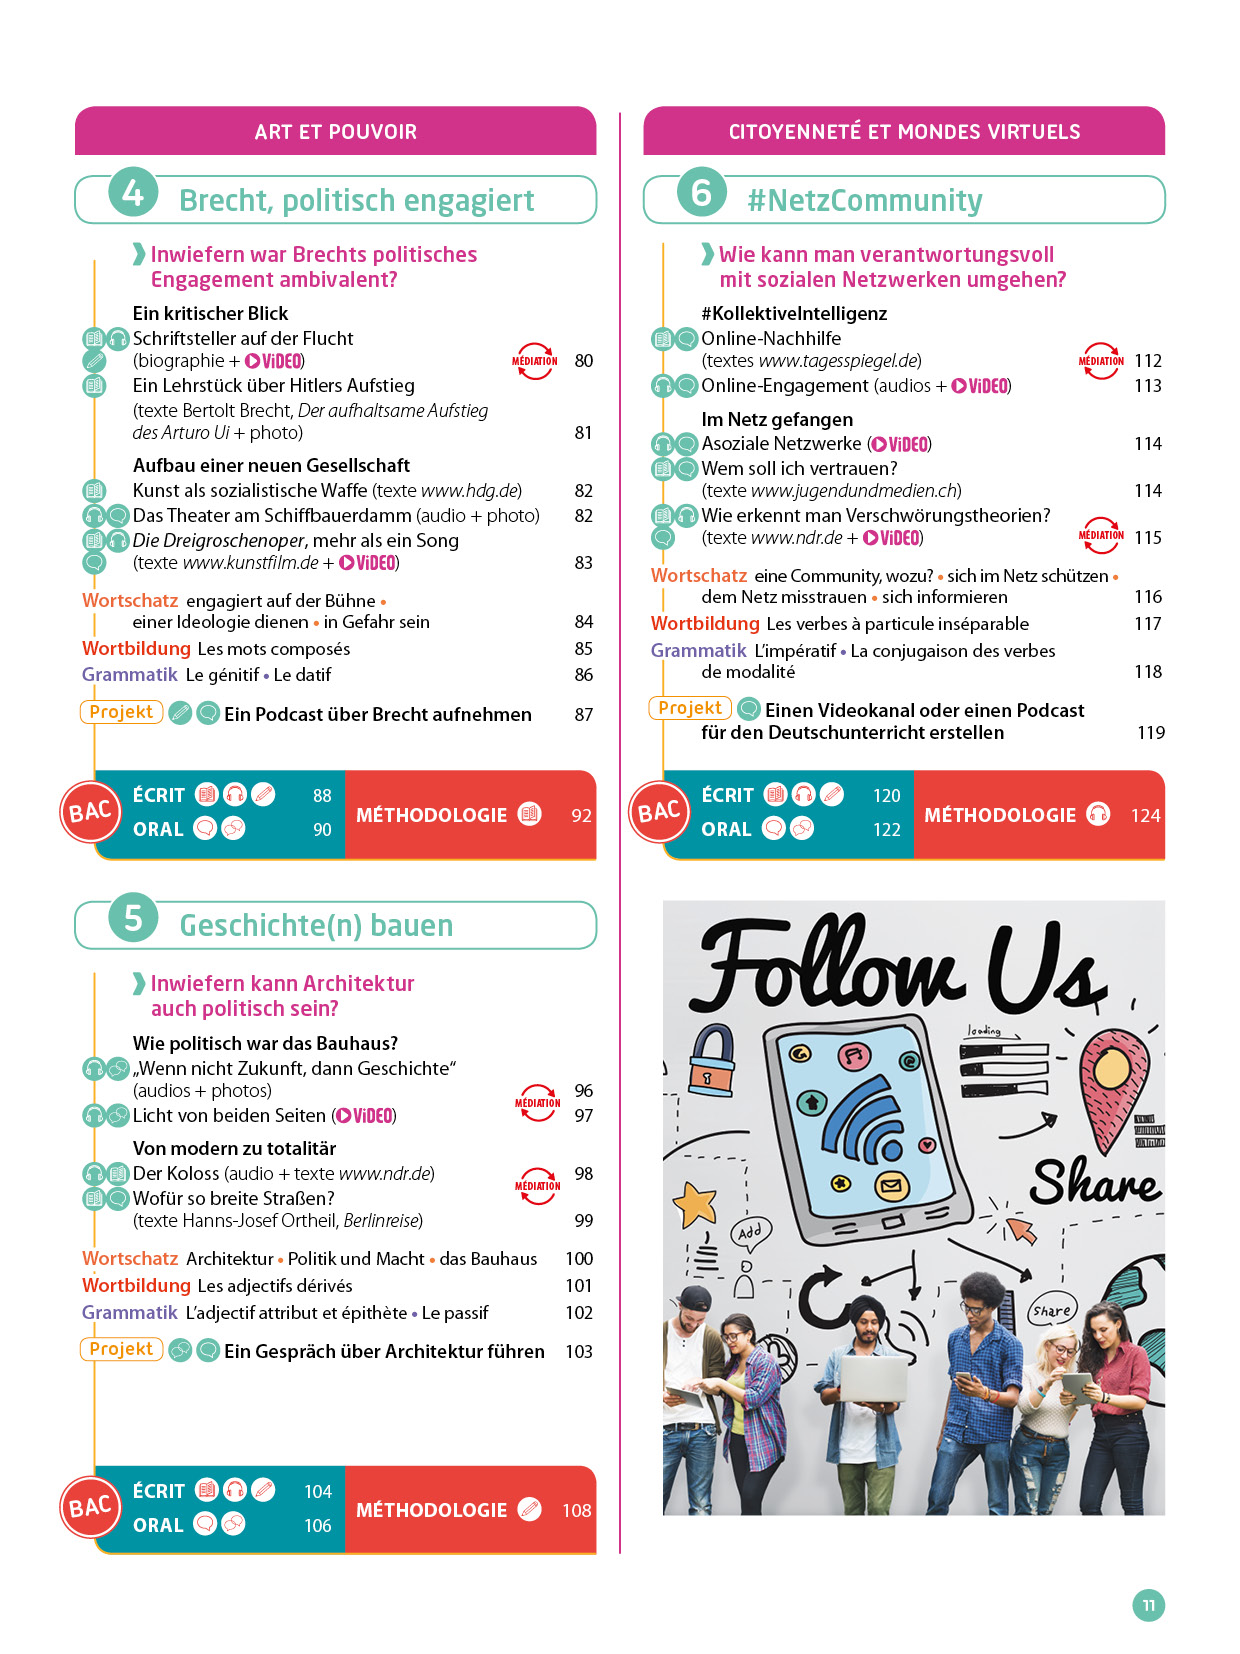 ART ET POUVOIR
4 Brecht, politisch engagiert
Inwiefern war Brechts politisches
Engagement ambivalent?
Ein kritischer Blick
Schriftsteller auf der Flucht
(biographie + VIDEO) MÉDIATION 80
Ein Lehrstück über Hitlers Aufstieg
(texte Bertolt Brecht, Der aufhaltsame Aufstieg
des Arturo Ui + photo) 81
Aufbau einer neuen Gesellschaft
Kunst als sozialistische Waffe (texte www.hdg.de) 82
Das Theater am Schiffbauerdamm (audio + photo) 82
Die Dreigroschenoper, mehr als ein Song
(texte www.kunstfilm.de + VIDEO) 83
Wortschatz engagiert auf der Bühne •
einer Ideologie dienen • in Gefahr sein 84
Wortbildung Les mots composés 85
Grammatik Le génitif • Le datif 86
Projekt Ein Podcast über Brecht aufnehmen 87
BAC
ÉCRIT 88
ORAL 90
MÉTHODOLOGIE 92
5 Geschichte(n) bauen
Inwiefern kann Architektur
auch politisch sein?
Wie politisch war das Bauhaus?
„Wenn nicht Zukunft, dann Geschichte“
(audios + photos) 96
MÉDIATION
Licht von beiden Seiten (VIDEO) 97
Von modern zu totalitär
Der Koloss (audio + texte www.ndr.de) 98
MÉDIATION
Wofür so breite Straßen?
(texte Hanns-Josef Ortheil, Berlinreise) 99
Wortschatz Architektur • Politik und Macht • das Bauhaus 100
Wortbildung Les adjectifs dérivés 101
Grammatik L’adjectif attribut et épithète • Le passif 102
Projekt Ein Gespräch über Architektur führen 103
BAC
ÉCRIT 104
ORAL 106
MÉTHODOLOGIE 108
CITOYENNETÉ ET MONDES VIRTUELS
6 #NetzCommunity
Wie kann man verantwortungsvoll
mit sozialen Netzwerken umgehen?
#KollektiveIntelligenz
Online-Nachhilfe
(textes www.tagesspiegel.de) MÉDIATION 112
Online-Engagement (audios + VIDEO) 113
Im Netz gefangen
Asoziale Netzwerke (VIDEO) 114
Wem soll ich vertrauen?
(texte www.jugendundmedien.ch) 114
Wie erkennt man Verschwörungstheorien?
(texte www.ndr.de + VIDEO) MÉDIATION 115
Wortschatz eine Community, wozu? • sich im Netz schützen •
dem Netz misstrauen • sich informieren 116
Wortbildung Les verbes à particule inséparable 117
Grammatik L’impératif • La conjugaison des verbes
de modalité 118
Projekt Einen Videokanal oder einen Podcast
für den Deutschunterricht erstellen 119
BAC
ÉCRIT 120
ORAL 122
MÉTHODOLOGIE 124
Follow Us
loading
Share
Add
share
11